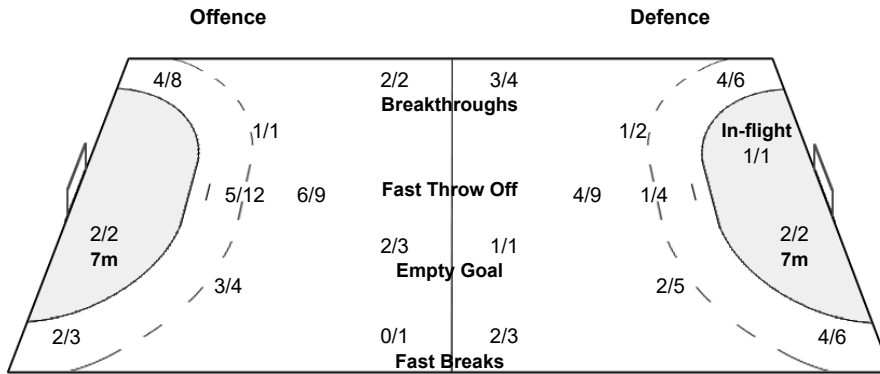 Offence Defence
4/8 2/2 3/4 4/6
Breakthroughs
1/1 1/2 In-flight
1/1
5/12 6/9 Fast Throw Off 4/9 1/4
2/2 2/2
7m 2/3 1/1 7m
Empty Goal
3/4 2/5
2/3 0/1 2/3 4/6
Fast Breaks